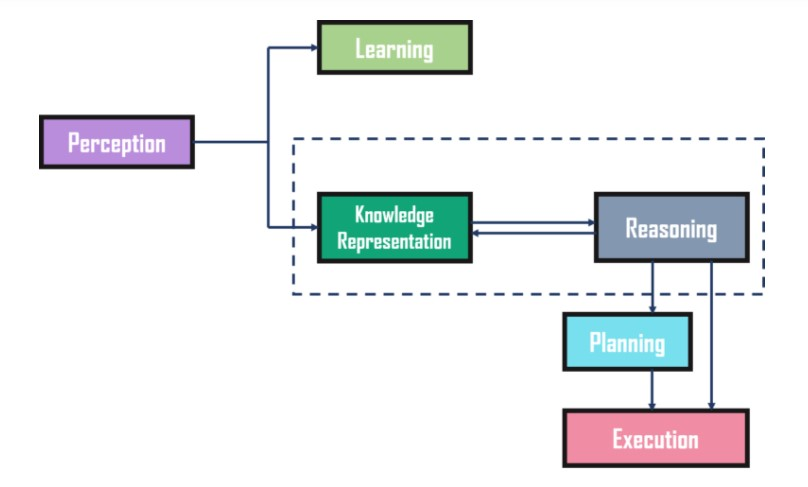 Learning
Perception
Knowledge
Representation
Reasoning
Planning
Execution